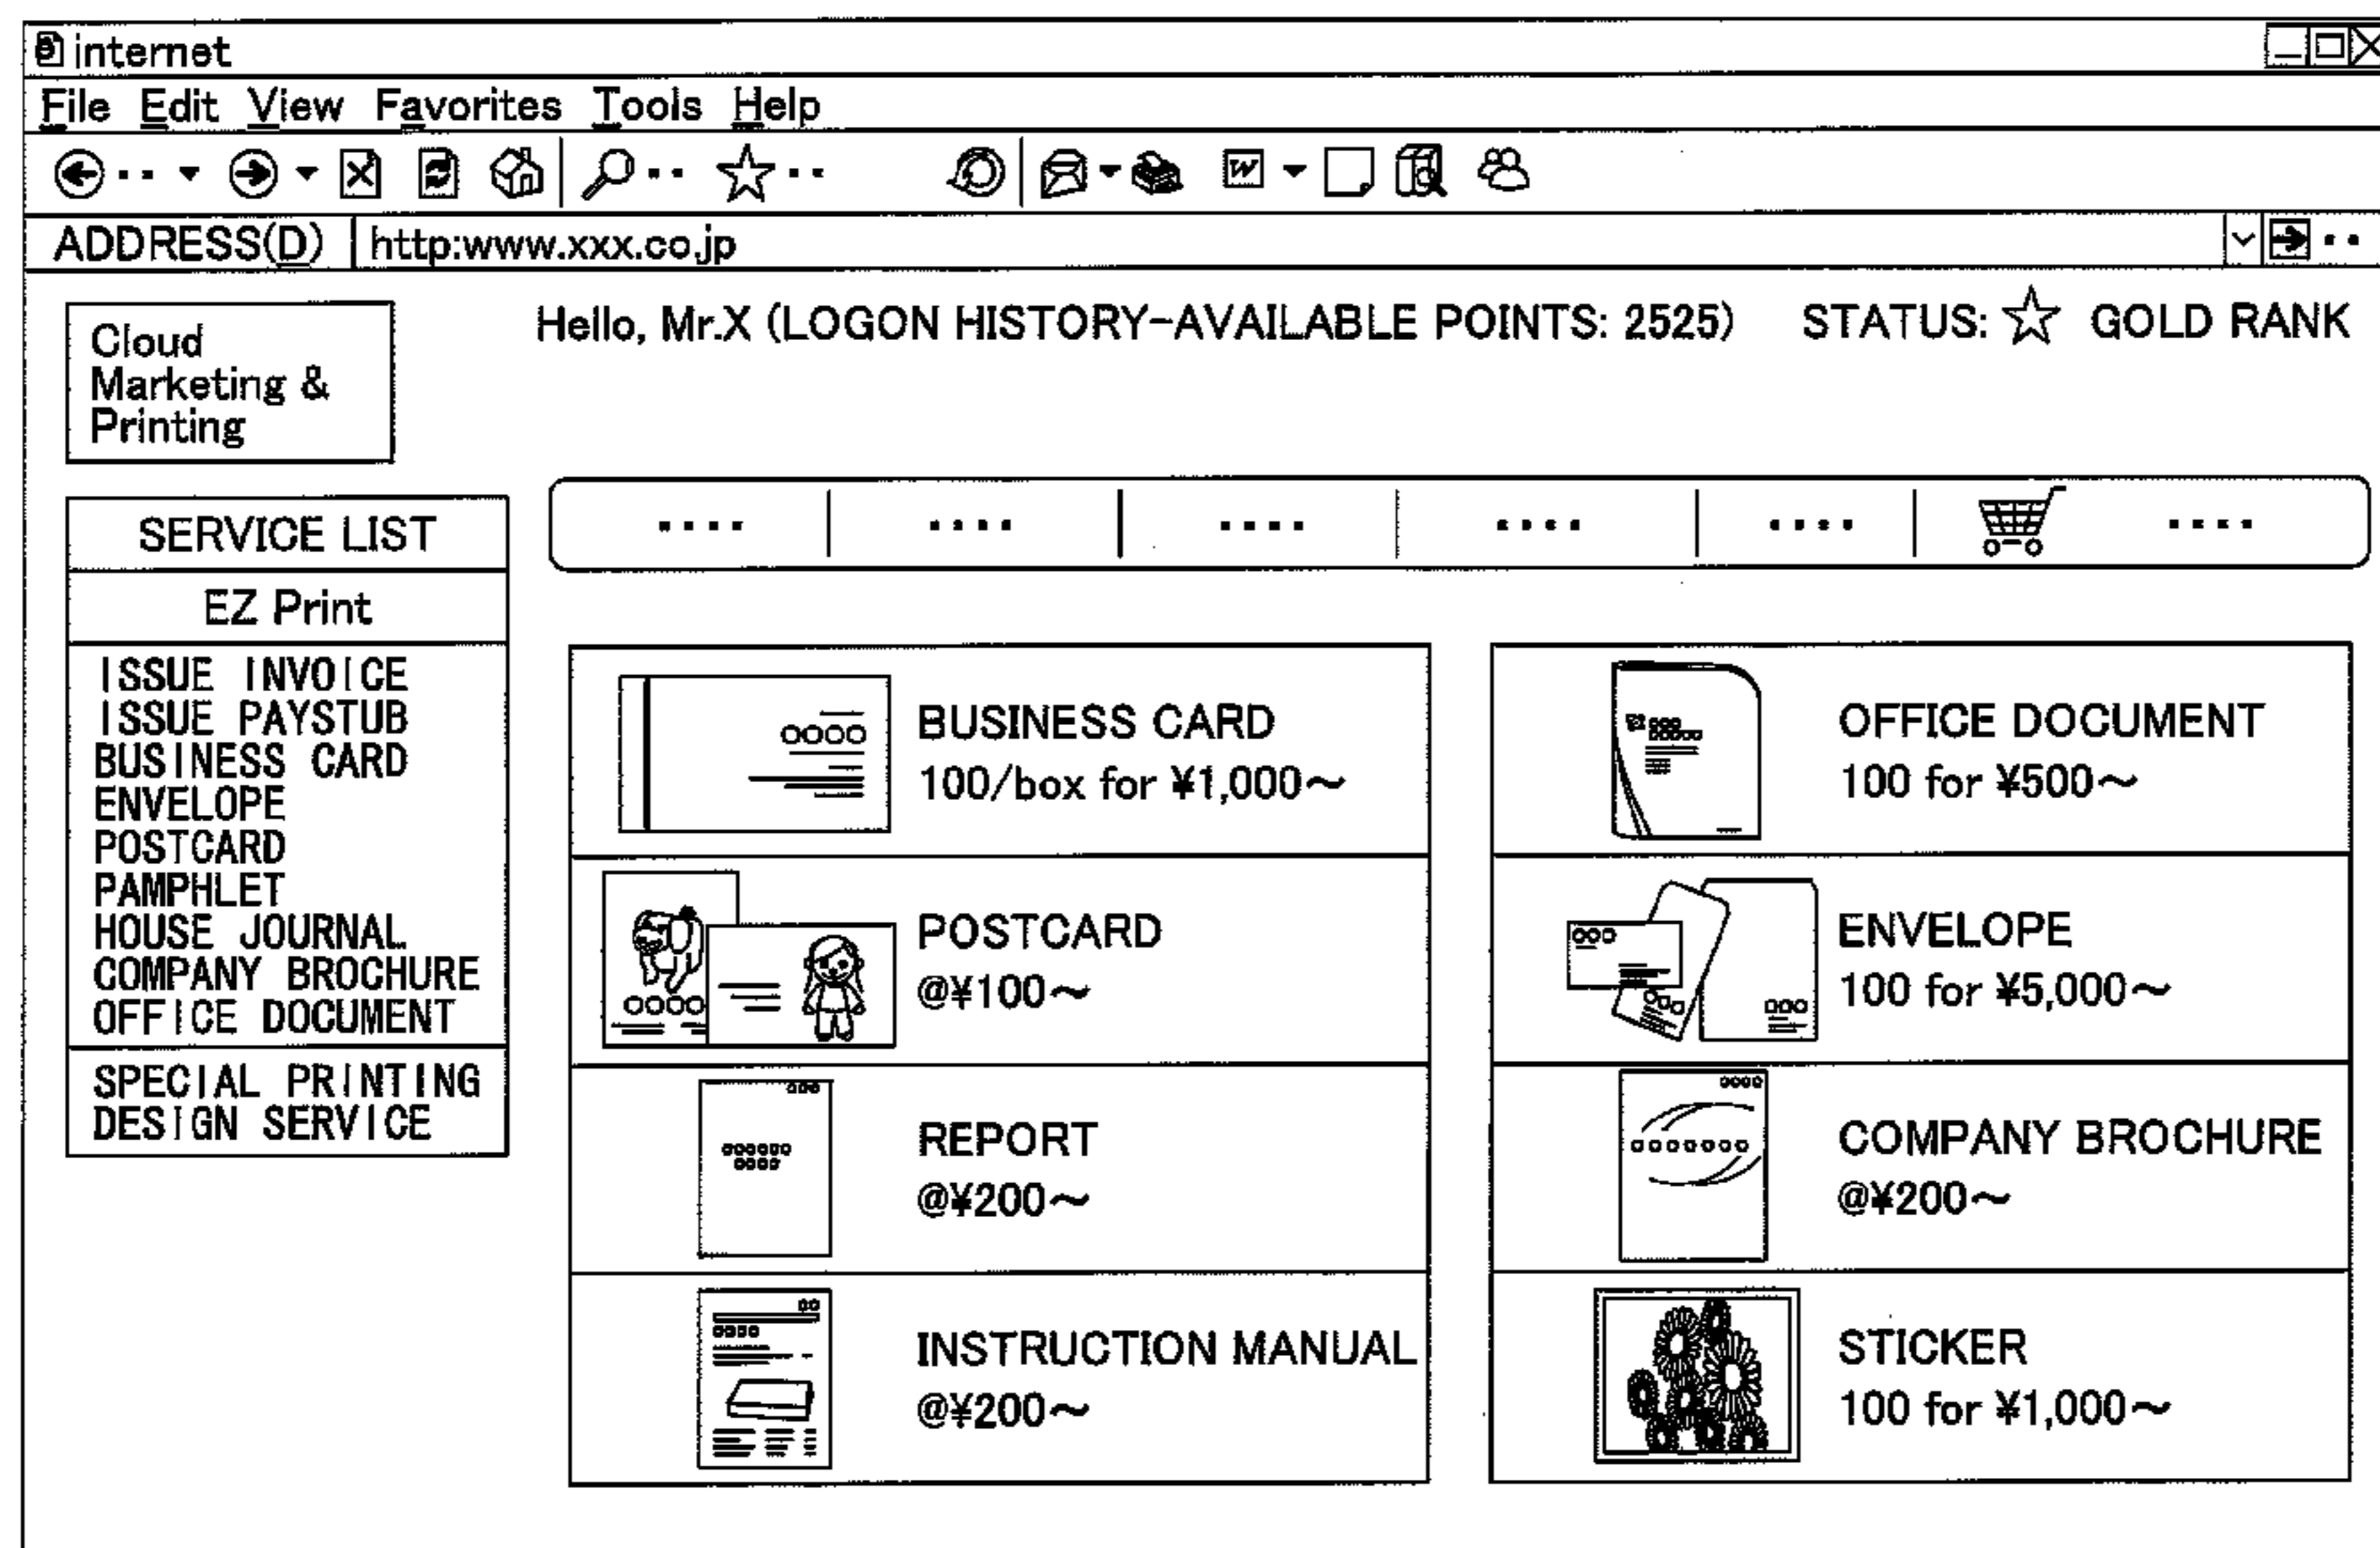 internet
File Edit View Favorites Tools Help
ADDRESS(D) http:www.xxx.co.jp
Cloud
Marketing &
Printing
Hello, Mr.X (LOGON HISTORY-AVAILABLE POINTS: 2525) STATUS: ☆ GOLD RANK
SERVICE LIST
EZ Print
ISSUE INVOICE
ISSUE PAYSTUB
BUSINESS CARD
ENVELOPE
POSTCARD
PAMPHLET
HOUSE JOURNAL
COMPANY BROCHURE
OFFICE DOCUMENT
SPECIAL PRINTING
DESIGN SERVICE
BUSINESS CARD
100/box for ¥1,000~
OFFICE DOCUMENT
100 for ¥500~
POSTCARD
@¥100~
ENVELOPE
100 for ¥5,000~
REPORT
@¥200~
COMPANY BROCHURE
@¥200~
INSTRUCTION MANUAL
@¥200~
STICKER
100 for ¥1,000~